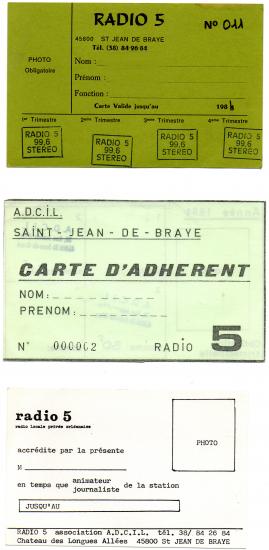 RADIO 5
N° 011
45800 ST JEAN DE BRAYE
Tél. (38) 84 96 84
PHOTO
Obligatoire
Nom :
Prénom :
Fonction :
Carte Valide jusqu'au 198
1er Trimestre 2ème Trimestre 3ème Trimestre 4ème Trimestre
RADIO 5 RADIO 5 RADIO 5 RADIO 5
99,6 99,6 99,6 99,6
STEREO STEREO STEREO STEREO
A.D.C.I.L.
SAINT-JEAN-DE-BRAYE
CARTE D'ADHERENT
NOM:
PRENOM:
N° 000002 RADIO 5
radio 5
radio locale privée orléanaise
PHOTO
accrédite par la présente
M
en temps que animateur
journaliste de la station
JUSQU'AU
RADIO 5 association A.D.C.I.L. tél. 38/ 84 26 84
Chateau des Longues Allées 45800 ST JEAN DE BRAYE